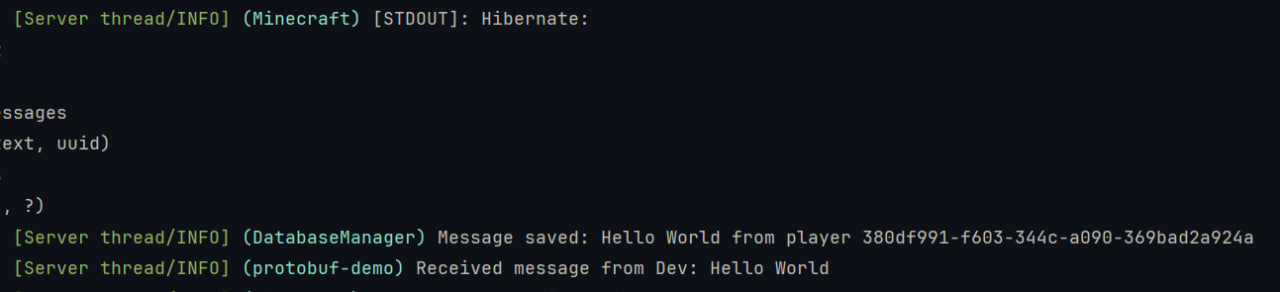 [Server thread/INFO] (Minecraft) [STDOUT]: Hibernate:
ssages
ext, uuid)
, ?)
[Server thread/INFO] (DatabaseManager) Message saved: Hello World from player 380df991-f603-344c-a090-369bad2a924a
[Server thread/INFO] (protobuf-demo) Received message from Dev: Hello World